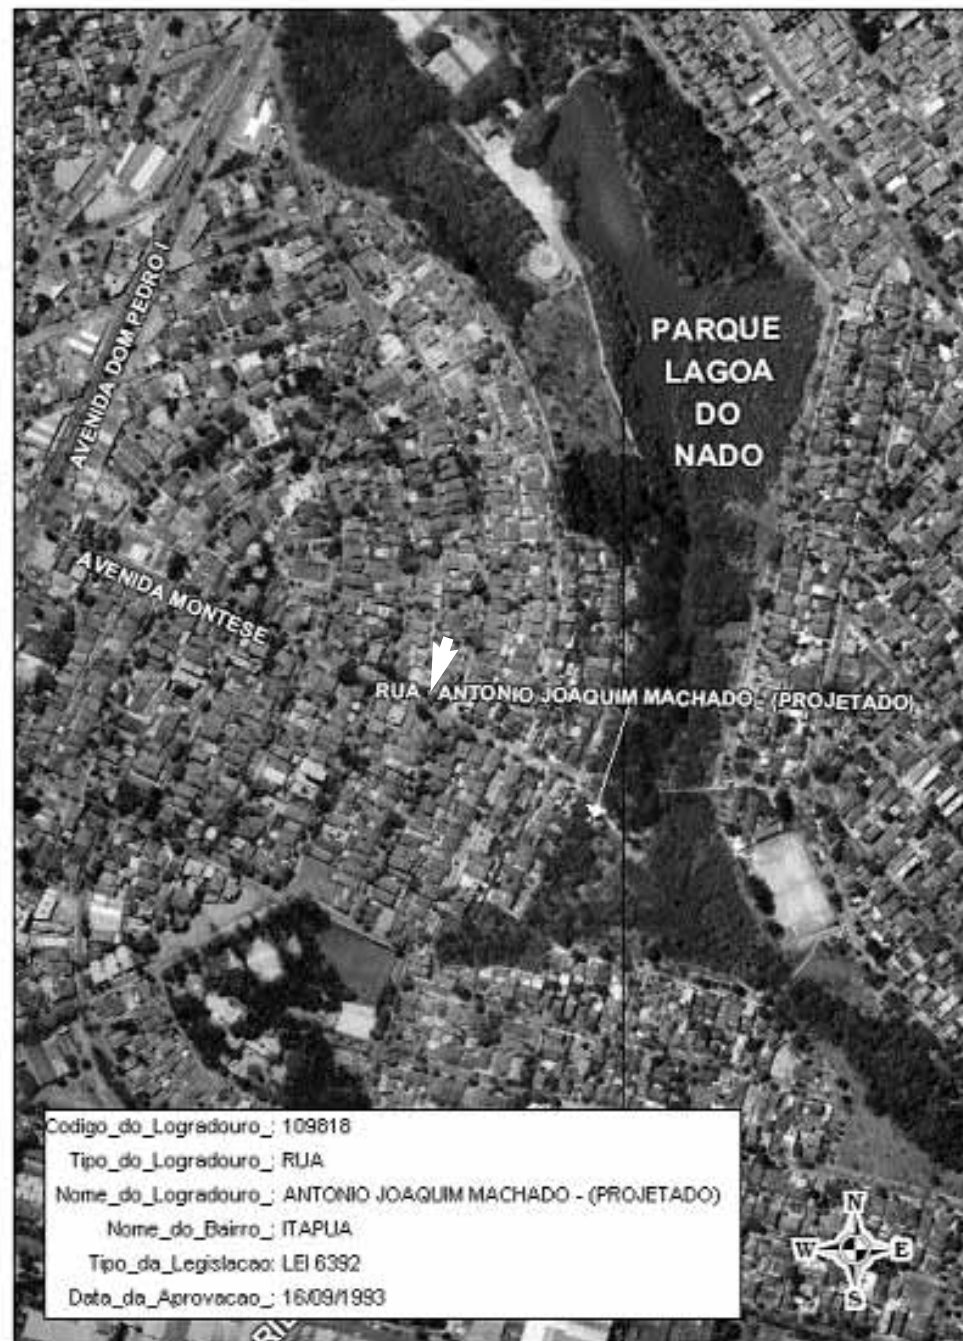 PARQUE
LAGOA
DO
NADO
AVENIDA DOM PEDRO I
AVENIDA MONTESE
RUA ANTONIO JOAQUIM MACHADO - (PROJETADO)
Codigo_do_Logradouro_: 109818
Tipo_do_Logradouro_: RUA
Nome_do_Logradouro_: ANTONIO JOAQUIM MACHADO - (PROJETADO)
Nome_do_Bairro_: ITAPUA
Tipo_da_Legislacao: LEI 6392
Data_da_Aprovacao_: 16/09/1993
N
W E
S